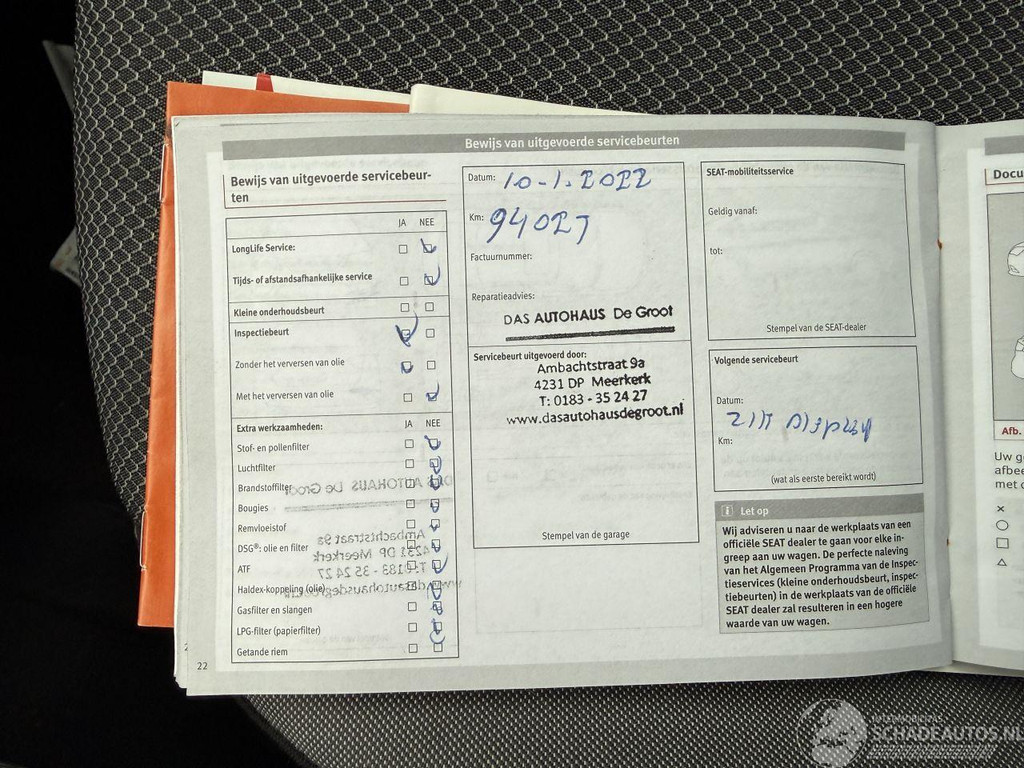 Bewijs van uitgevoerde servicebeurten
Bewijs van uitgevoerde servicebeur-
ten
JA NEE
LongLife Service:
Tijds- of afstandsafhankelijke service
Kleine onderhoudsbeurt
Inspectiebeurt
Zonder het verversen van olie
Met het verversen van olie
Extra werkzaamheden: JA NEE
Stof- en pollenfilter
Luchtfilter
Brandstoffilter
Bougies
Remvloeistof
DSG®: olie en filter
ATF
Haldex-koppeling (olie)
Gasfilter en slangen
LPG-filter (papierfilter)
Getande riem
22
Datum: 10-1.2022
Km: 94027
Factuurnummer:
Reparatieadvies:
DAS AUTOHAUS De Groot
Servicebeurt uitgevoerd door:
Ambachtstraat 9a
4231 DP Meerkerk
T: 0183 - 35 24 27
www.dasautohausdegroot.nl
Stempel van de garage
SEAT-mobiliteitsservice
Geldig vanaf:
tot:
Stempel van de SEAT-dealer
Volgende servicebeurt
Datum:
Km:
(wat als eerste bereikt wordt)
i Let op
Wij adviseren u naar de werkplaats van een
officiële SEAT dealer te gaan voor elke in-
greep aan uw wagen. De perfecte naleving
van het Algemeen Programma van de Inspec-
tieservices (kleine onderhoudsbeurt, inspec-
tiebeurten) in de werkplaats van de officiële
SEAT dealer zal resulteren in een hogere
waarde van uw wagen.
Docu
Afb.
Uw g
afbee
met d
SCHADEAUTOS.NL